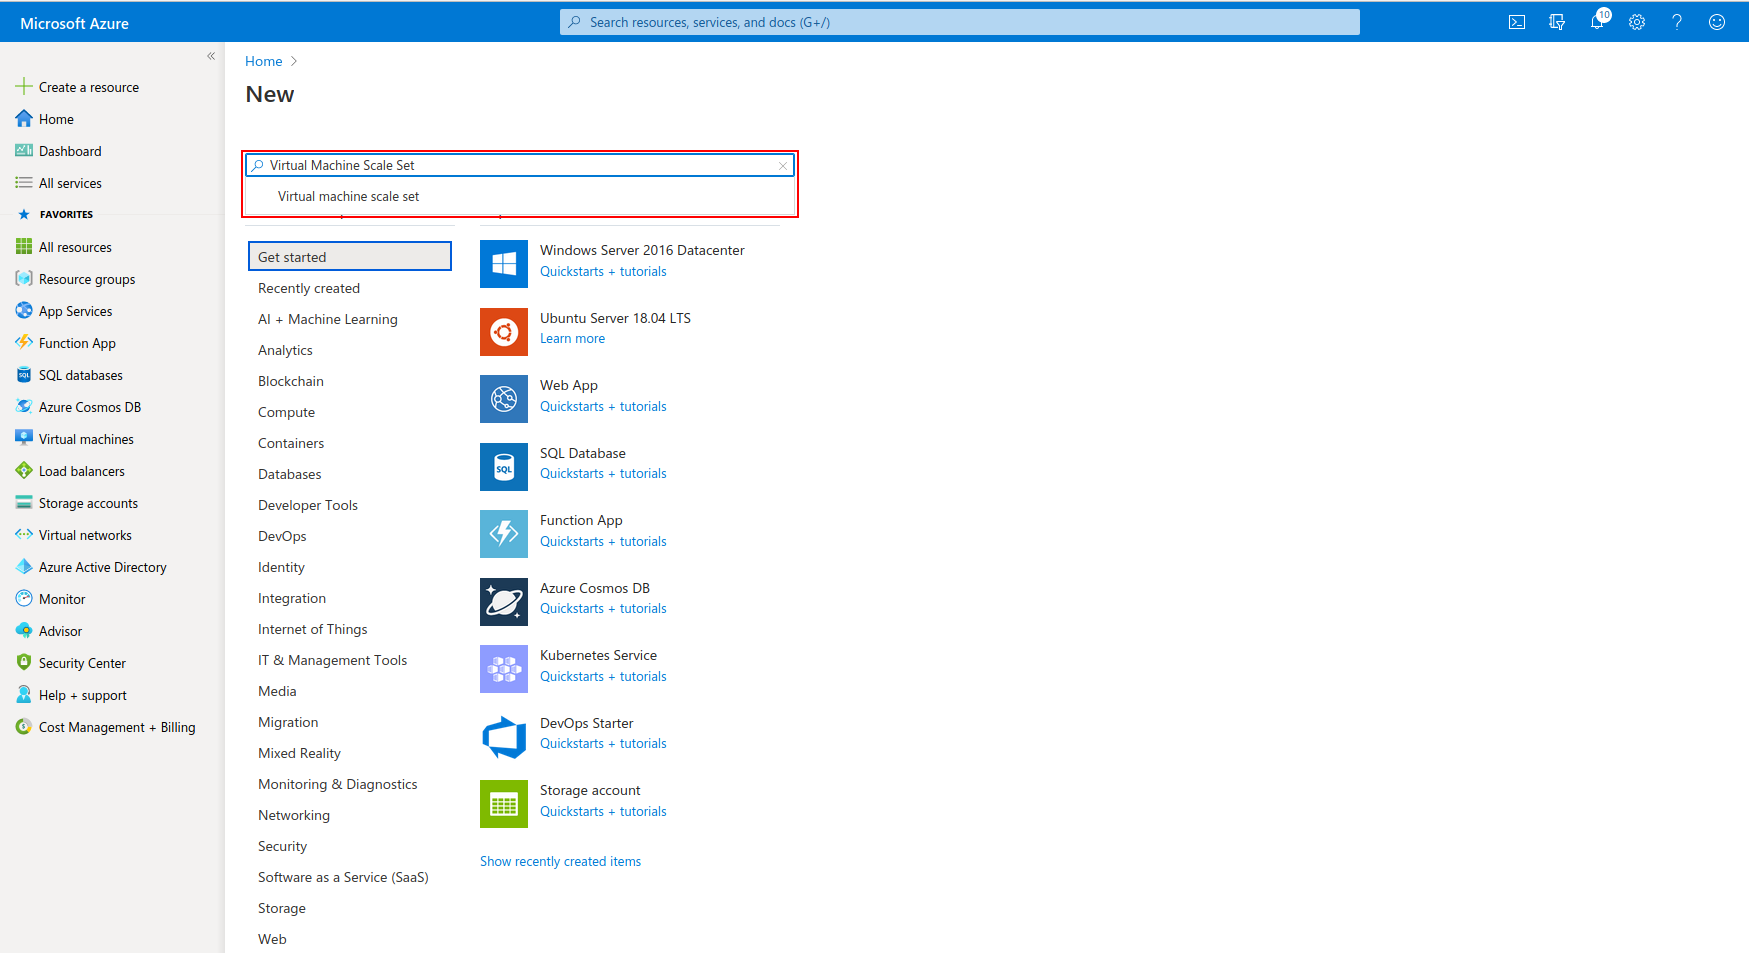 Microsoft Azure
Search resources, services, and docs (G+/)
10
«
Create a resource
Home
Dashboard
All services
FAVORITES
All resources
Resource groups
App Services
Function App
SQL databases
Azure Cosmos DB
Virtual machines
Load balancers
Storage accounts
Virtual networks
Azure Active Directory
Monitor
Advisor
Security Center
Help + support
Cost Management + Billing
Home >
New
Virtual Machine Scale Set
Virtual machine scale set
Get started
Recently created
AI + Machine Learning
Analytics
Blockchain
Compute
Containers
Databases
Developer Tools
DevOps
Identity
Integration
Internet of Things
IT & Management Tools
Media
Migration
Mixed Reality
Monitoring & Diagnostics
Networking
Security
Software as a Service (SaaS)
Storage
Web
Windows Server 2016 Datacenter
Quickstarts + tutorials
Ubuntu Server 18.04 LTS
Learn more
Web App
Quickstarts + tutorials
SQL
SQL Database
Quickstarts + tutorials
Function App
Quickstarts + tutorials
Azure Cosmos DB
Quickstarts + tutorials
Kubernetes Service
Quickstarts + tutorials
DevOps Starter
Quickstarts + tutorials
Storage account
Quickstarts + tutorials
Show recently created items